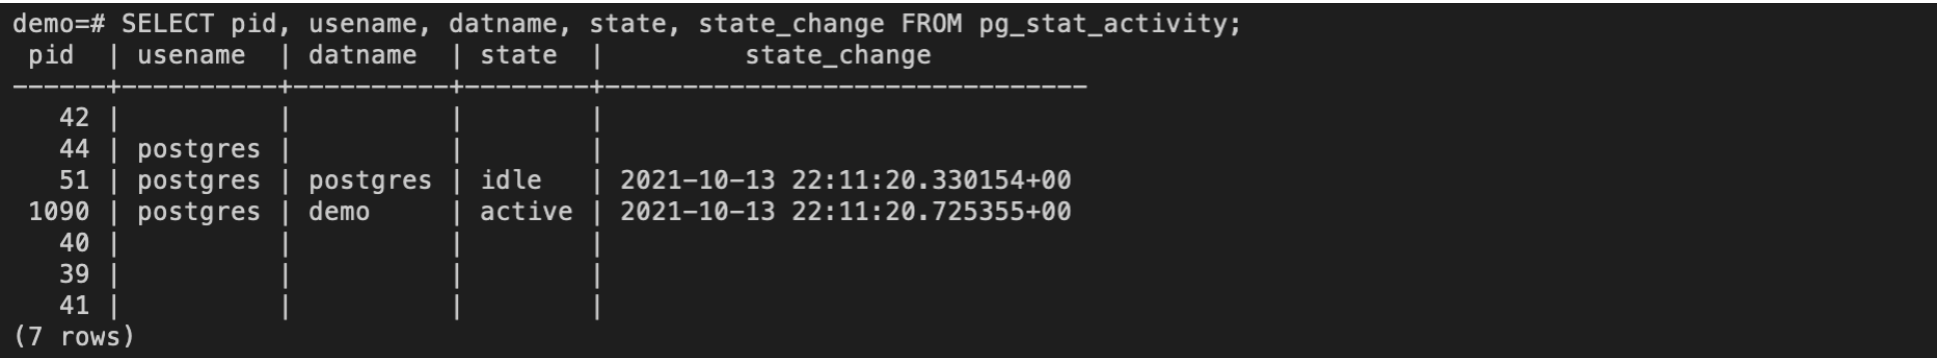 demo=# SELECT pid, usename, datname, state, state_change FROM pg_stat_activity;
 pid  | usename  | datname  | state  |         state_change
------+----------+----------+--------+-------------------------------
   42 |          |          |        |
   44 | postgres |          |        |
   51 | postgres | postgres | idle   | 2021-10-13 22:11:20.330154+00
 1090 | postgres | demo     | active | 2021-10-13 22:11:20.725355+00
   40 |          |          |        |
   39 |          |          |        |
   41 |          |          |        |
(7 rows)